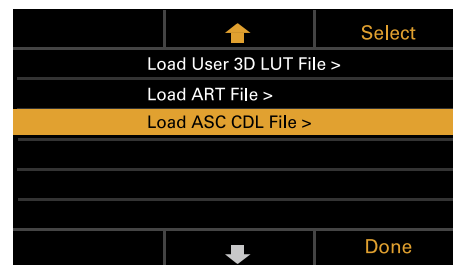 Select
Load User 3D LUT File >
Load ART File >
Load ASC CDL File >
Done